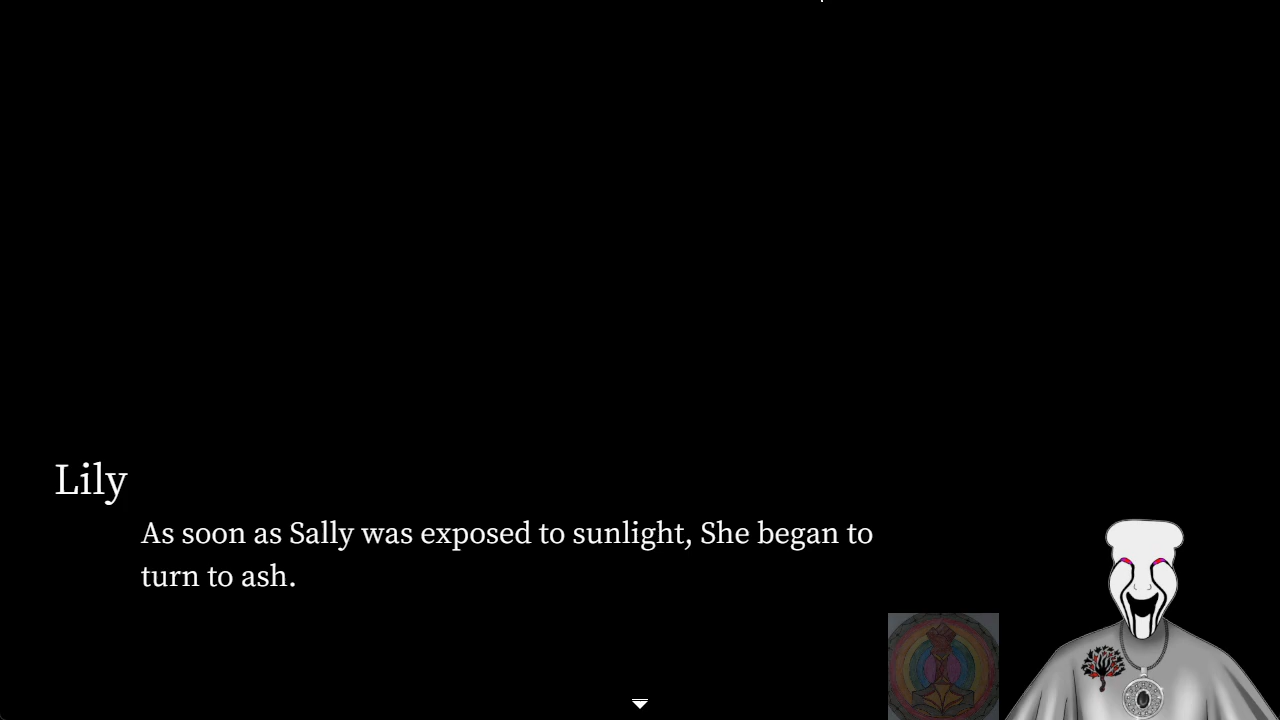 Lily
As soon as Sally was exposed to sunlight, She began to
turn to ash.